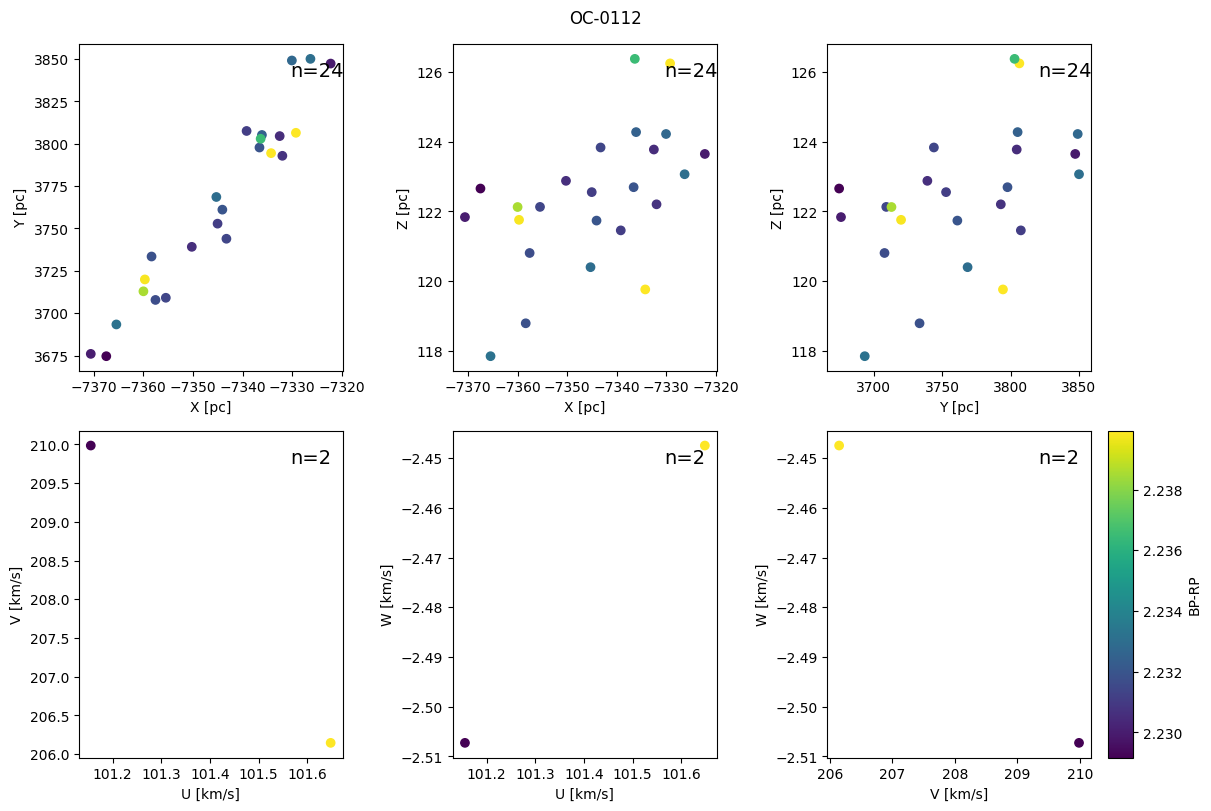 OC-0112
3850
3825
3800
3775
3750
3725
3700
3675
Y [pc]
n=24
−7370 −7360 −7350 −7340 −7330 −7320
X [pc]
126
124
122
120
118
Z [pc]
n=24
−7370 −7360 −7350 −7340 −7330 −7320
X [pc]
126
124
122
120
118
Z [pc]
n=24
3700 3750 3800 3850
Y [pc]
210.0
209.5
209.0
208.5
208.0
207.5
207.0
206.5
206.0
V [km/s]
n=2
101.2 101.3 101.4 101.5 101.6
U [km/s]
−2.45
−2.46
−2.47
−2.48
−2.49
−2.50
−2.51
W [km/s]
n=2
101.2 101.3 101.4 101.5 101.6
U [km/s]
−2.45
−2.46
−2.47
−2.48
−2.49
−2.50
−2.51
W [km/s]
n=2
206 207 208 209 210
V [km/s]
2.238
2.236
2.234
2.232
2.230
BP-RP